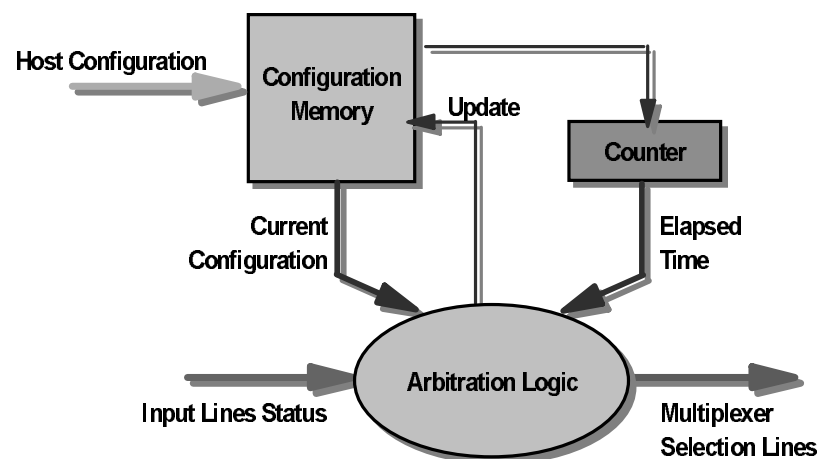 Host Configuration
Configuration
Memory
Update
Counter
Current
Configuration
Elapsed
Time
Arbitration Logic
Input Lines Status
Multiplexer
Selection Lines